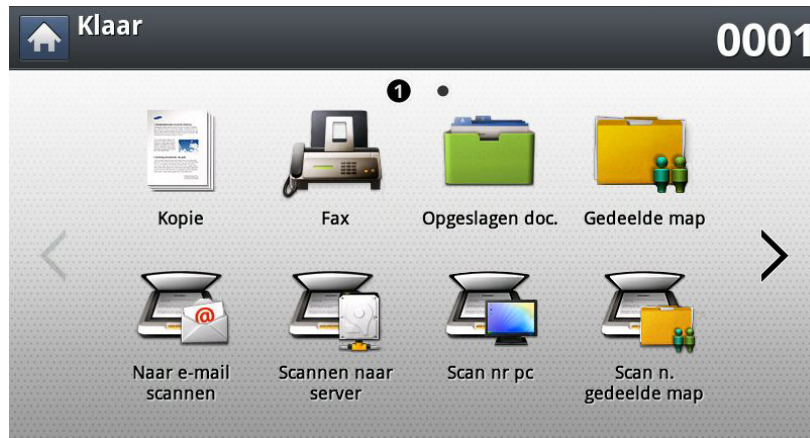 Klaar
0001
1
Kopie
Fax
Opgeslagen doc.
Gedeelde map
@
Naar e-mail
scannen
Scannen naar
server
Scan nr pc
Scan n.
gedeelde map